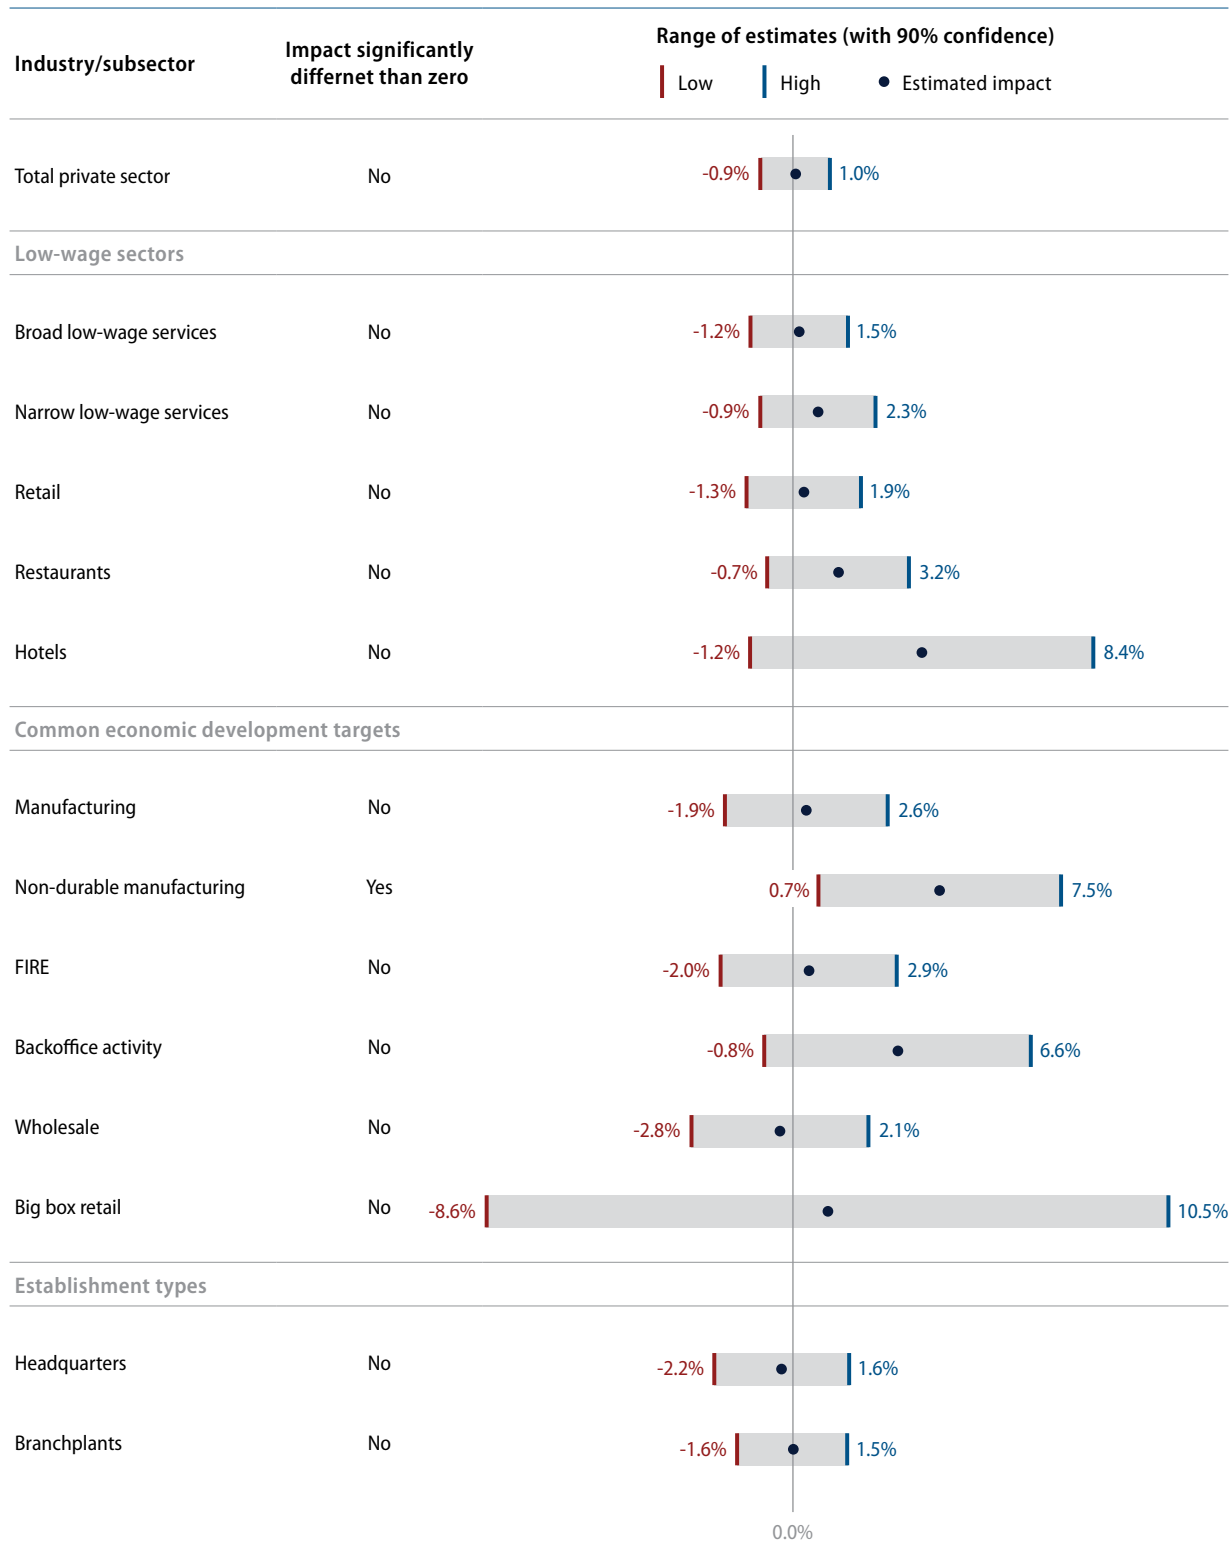 Industry/subsector
Impact significantly
differnet than zero
Range of estimates (with 90% confidence)
Low
High
Estimated impact
Total private sector
No
-0.9%
1.0%
Low-wage sectors
Broad low-wage services
No
-1.2%
1.5%
Narrow low-wage services
No
-0.9%
2.3%
Retail
No
-1.3%
1.9%
Restaurants
No
-0.7%
3.2%
Hotels
No
-1.2%
8.4%
Common economic development targets
Manufacturing
No
-1.9%
2.6%
Non-durable manufacturing
Yes
0.7%
7.5%
FIRE
No
-2.0%
2.9%
Backoffice activity
No
-0.8%
6.6%
Wholesale
No
-2.8%
2.1%
Big box retail
No
-8.6%
10.5%
Establishment types
Headquarters
No
-2.2%
1.6%
Branchplants
No
-1.6%
1.5%
0.0%